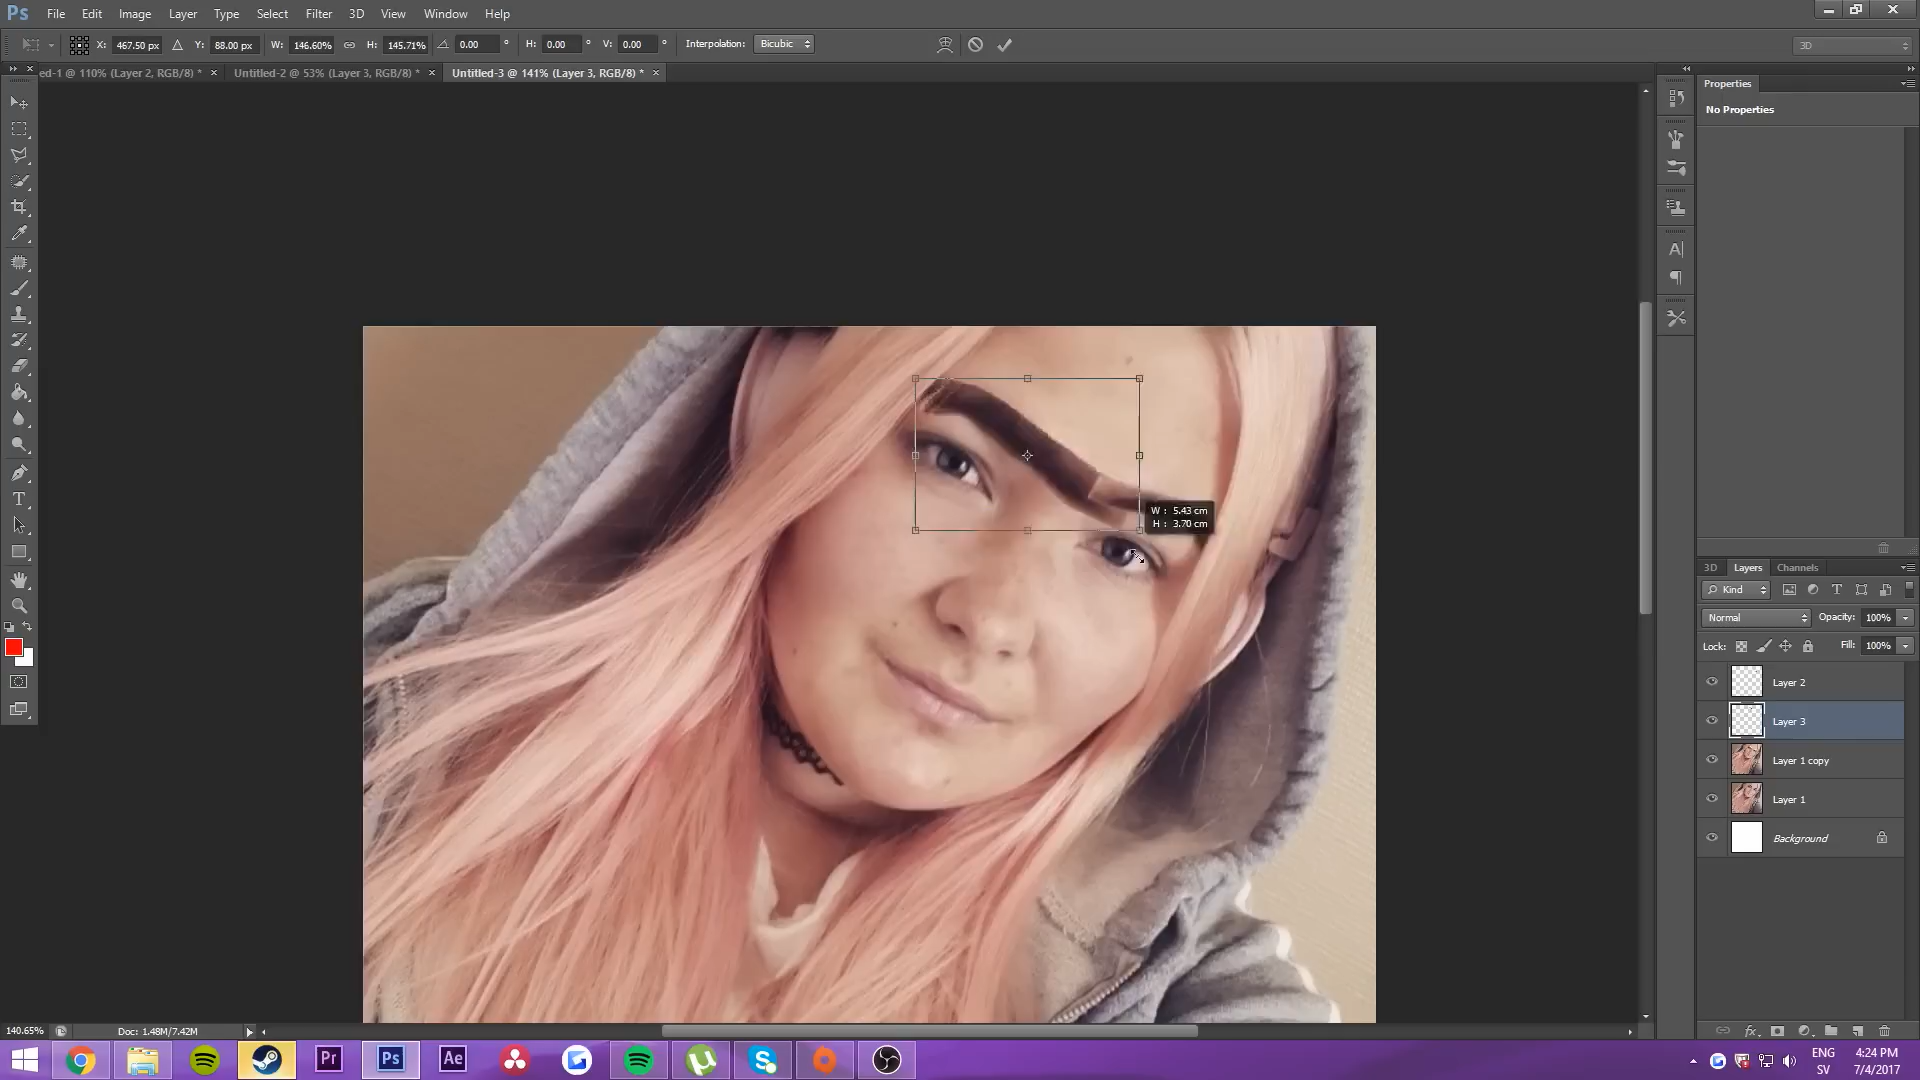 Ps File Edit Image Layer Type Select Filter 3D View Window Help
X: 467.50 px Y: 88.00 px W: 146.60% H: 145.71% 0.00 ° H: 0.00 ° V: 0.00 ° Interpolation: Bicubic 3D
ed-1 @ 110% (Layer 2, RGB/8) * × Untitled-2 @ 53% (Layer 3, RGB/8) * × Untitled-3 @ 141% (Layer 3, RGB/8) * ×
Properties
No Properties
W : 5.43 cm
H : 3.70 cm
3D Layers Channels
Kind
Normal Opacity: 100%
Lock: Fill: 100%
Layer 2
Layer 3
Layer 1 copy
Layer 1
Background
140.65% Doc: 1.48M/7.42M
Pr Ps Ae
ENG 4:24 PM
SV 7/4/2017